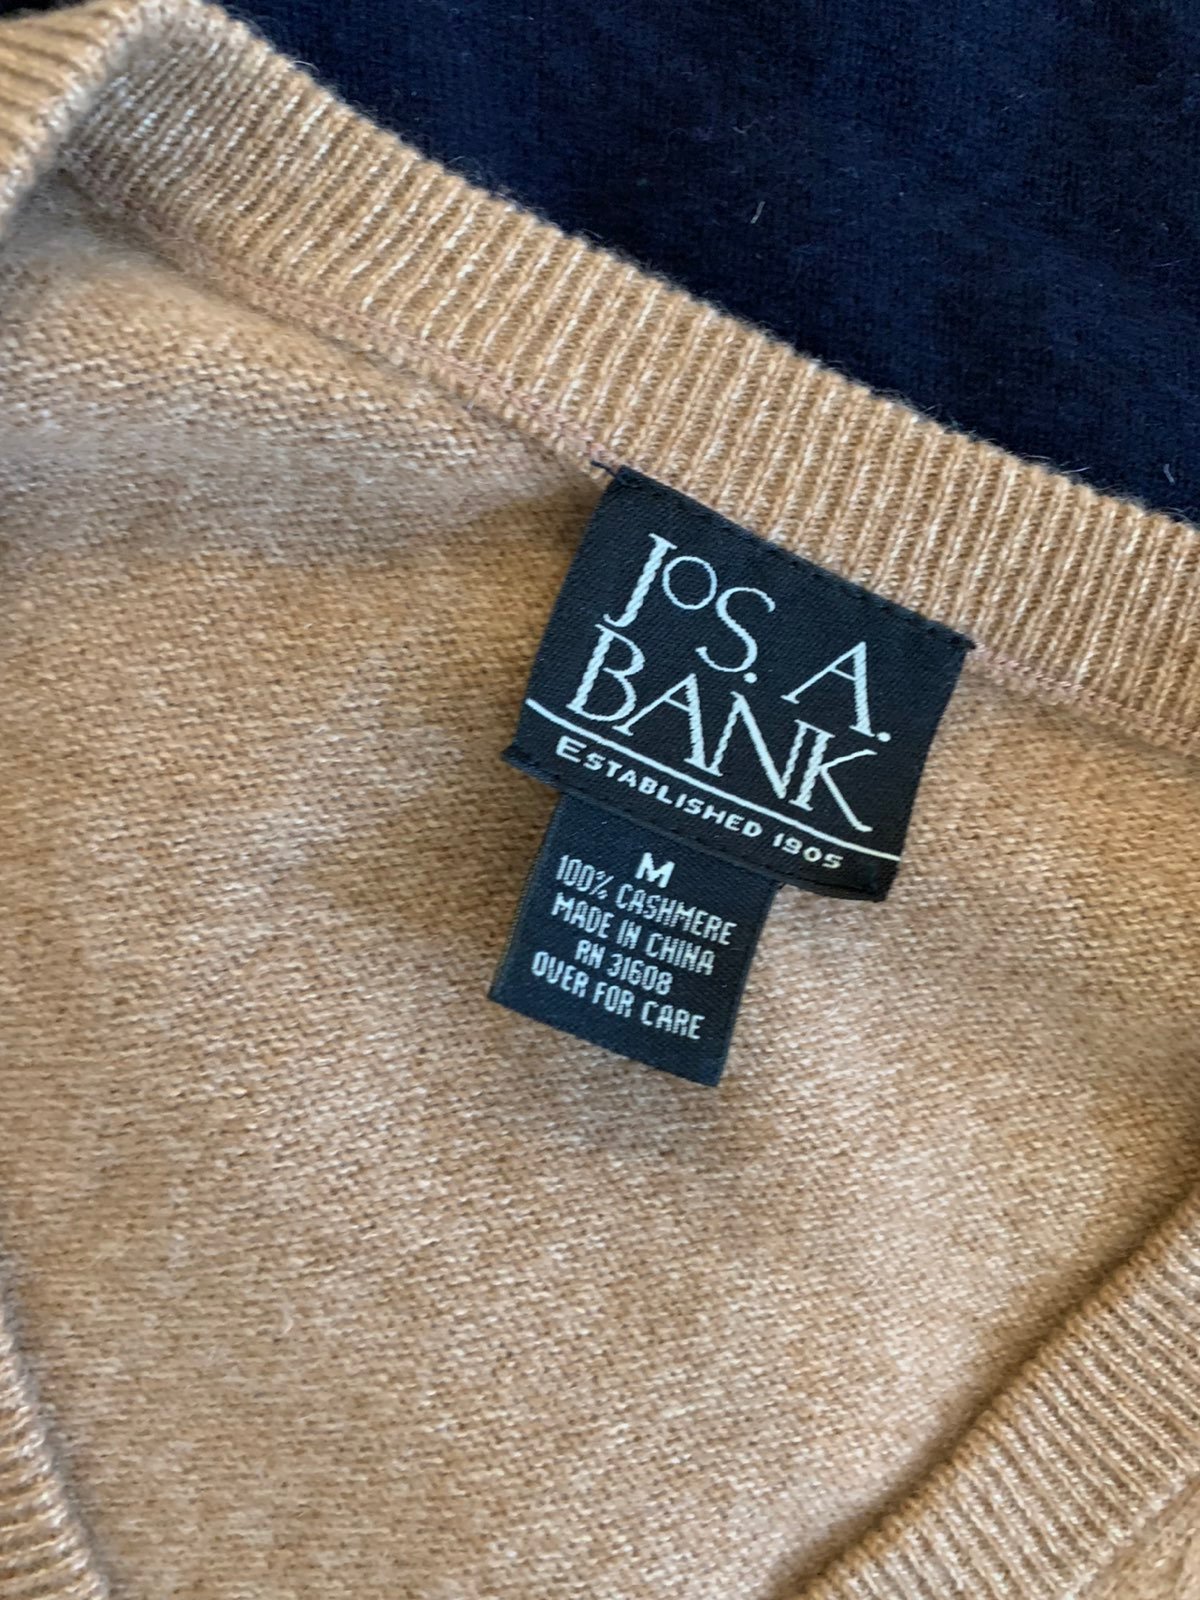 JOS. A.
BANK
ESTABLISHED 1905
M
100% CASHMERE
MADE IN CHINA
RN 31608
OVER FOR CARE